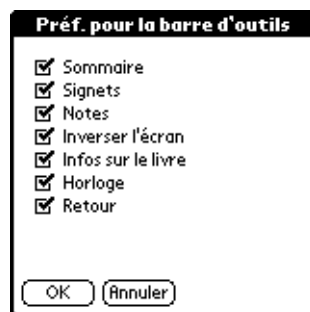 Préf. pour la barre d'outils
Sommaire
Signets
Notes
Inverser l'écran
Infos sur le livre
Horloge
Retour
OK
Annuler